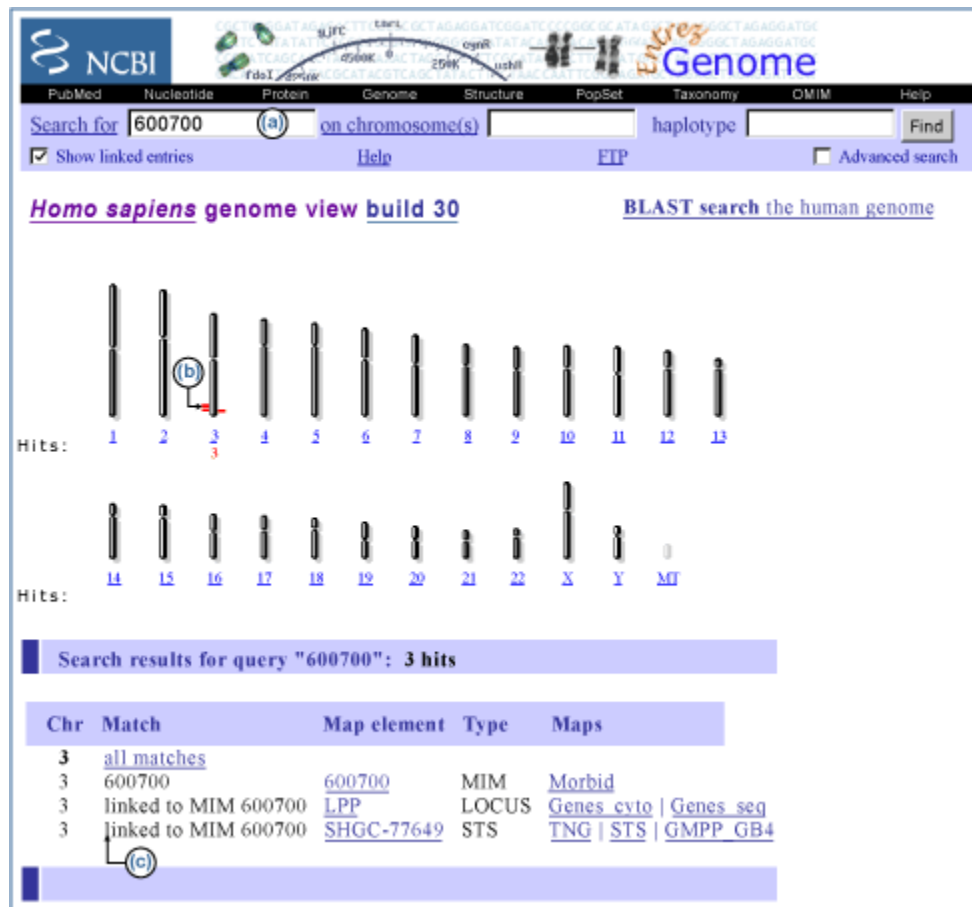 NCBI
Entrez Genome
PubMed Nucleotide Protein Genome Structure PopSet Taxonomy OMIM Help
Search for 600700 (a) on chromosome(s) haplotype Find
Show linked entries Help FTP Advanced search
Homo sapiens genome view build 30 BLAST search the human genome
(b)
Hits: 1 2 3 4 5 6 7 8 9 10 11 12 13
3
14 15 16 17 18 19 20 21 22 X Y MT
Hits:
Search results for query "600700": 3 hits
Chr Match Map element Type Maps
3 all matches
3 600700 600700 MIM Morbid
3 linked to MIM 600700 LPP LOCUS Genes_cyto | Genes_seq
3 linked to MIM 600700 SHGC-77649 STS TNG | STS | GMPP_GB4
(c)